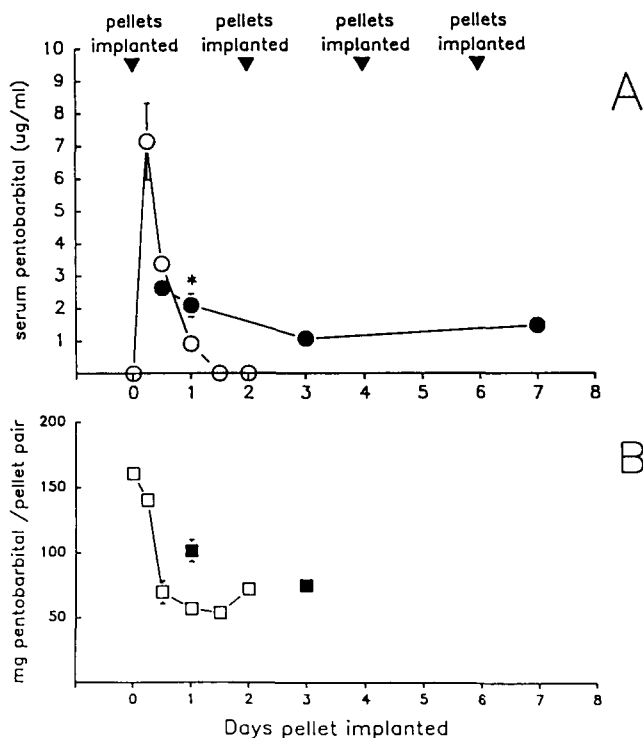 pellets implanted pellets implanted pellets implanted pellets implanted
A
serum pentobarbital (ug/ml)
10
9
8
7
6
5
4
3
2
1
*
0 1 2 3 4 5 6 7 8
B
mg pentobarbital /pellet pair
200
150
100
50
0 1 2 3 4 5 6 7 8
Days pellet implanted